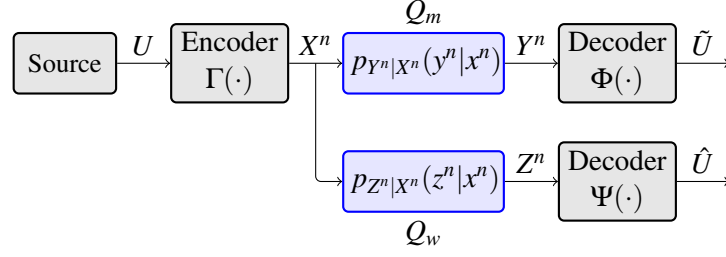 Q_m
Source U Encoder Γ(·) X^n p_{Y^n|X^n}(y^n|x^n) Y^n Decoder Φ(·) Ũ
p_{Z^n|X^n}(z^n|x^n) Z^n Decoder Ψ(·) Û
Q_w